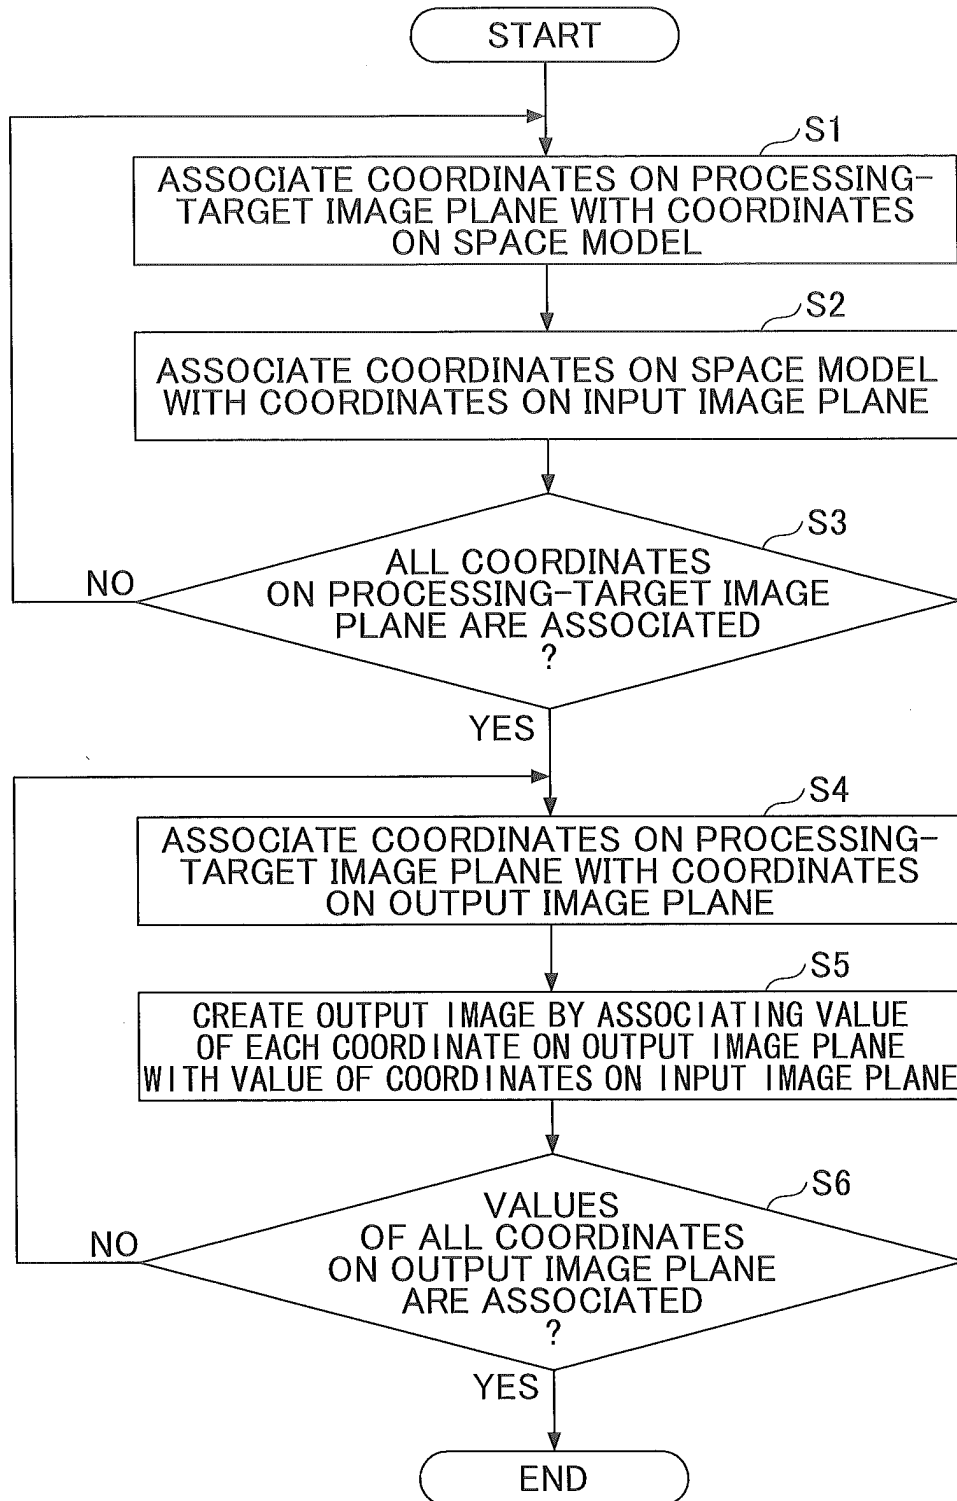 START
S1
ASSOCIATE COORDINATES ON PROCESSING-
TARGET IMAGE PLANE WITH COORDINATES
ON SPACE MODEL
S2
ASSOCIATE COORDINATES ON SPACE MODEL
WITH COORDINATES ON INPUT IMAGE PLANE
S3
ALL COORDINATES
ON PROCESSING-TARGET IMAGE
PLANE ARE ASSOCIATED
?
NO
YES
S4
ASSOCIATE COORDINATES ON PROCESSING-
TARGET IMAGE PLANE WITH COORDINATES
ON OUTPUT IMAGE PLANE
S5
CREATE OUTPUT IMAGE BY ASSOCIATING VALUE
OF EACH COORDINATE ON OUTPUT IMAGE PLANE
WITH VALUE OF COORDINATES ON INPUT IMAGE PLANE
S6
VALUES
OF ALL COORDINATES
ON OUTPUT IMAGE PLANE
ARE ASSOCIATED
?
NO
YES
END